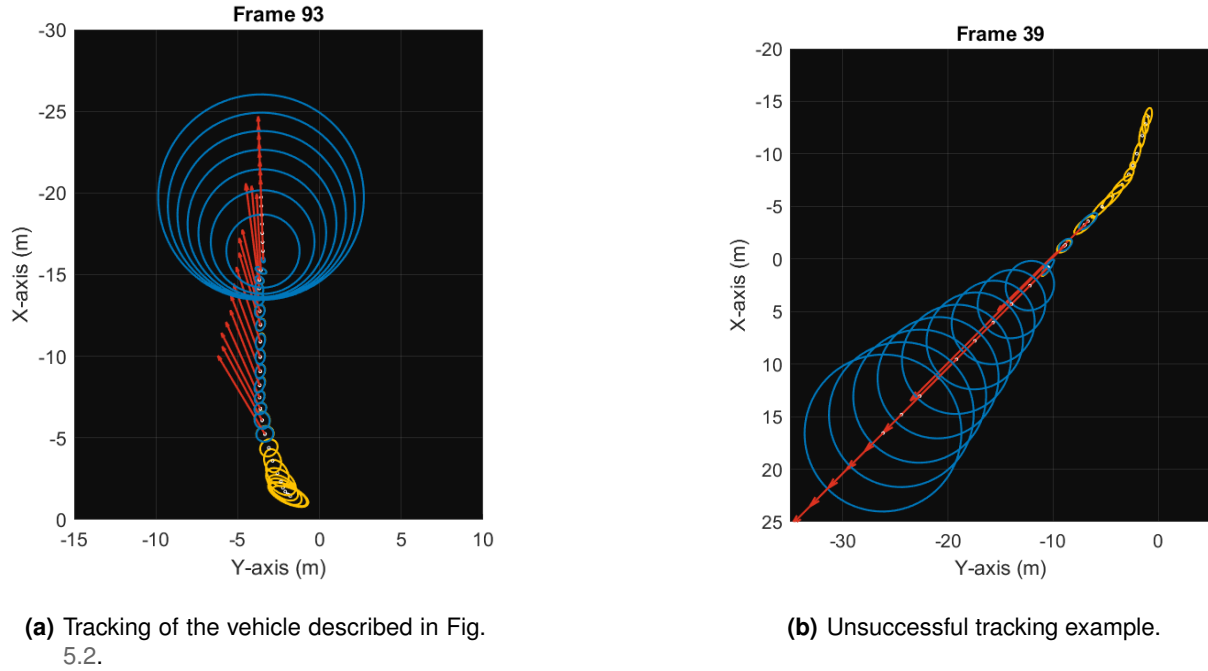 Frame 93
-30
-25
-20
-15
-10
-5
0
X-axis (m)
-15 -10 -5 0 5 10
Y-axis (m)
(a) Tracking of the vehicle described in Fig.
5.2.
Frame 39
-20
-15
-10
-5
0
5
10
15
20
25
X-axis (m)
-30 -20 -10 0
Y-axis (m)
(b) Unsuccessful tracking example.